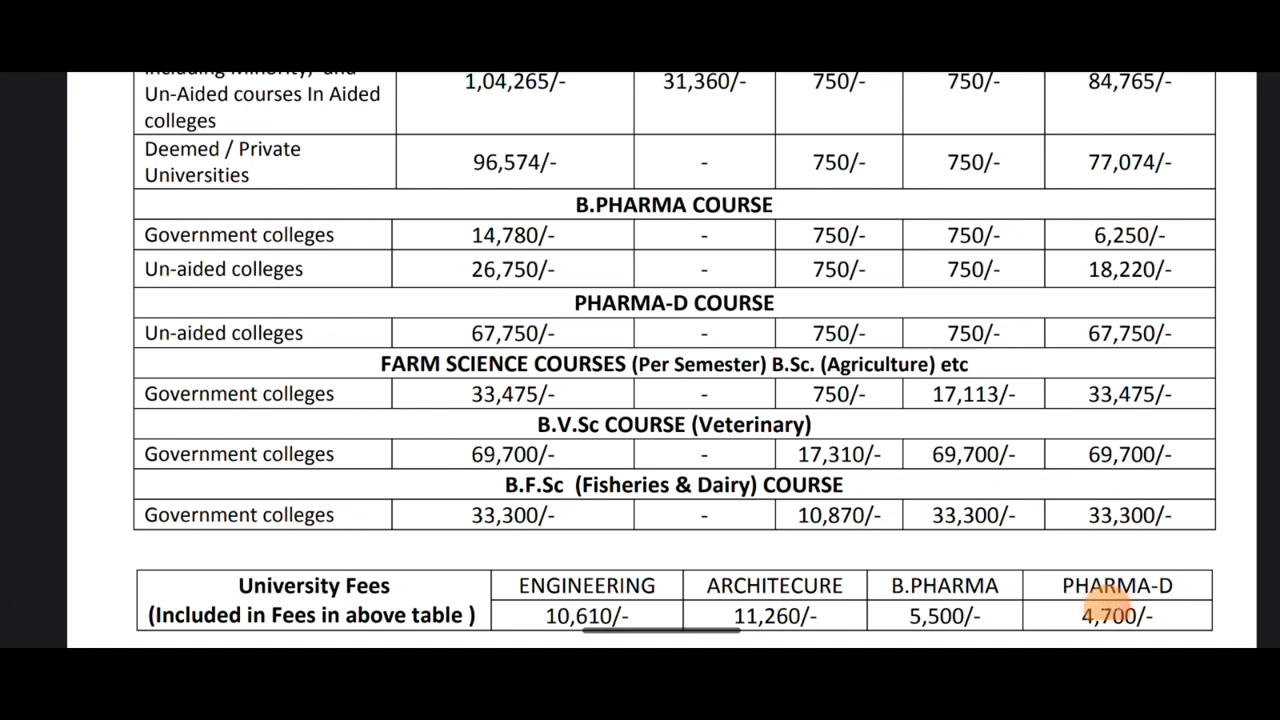 including Minority, and
Un-Aided courses In Aided
colleges
1,04,265/- 31,360/- 750/- 750/- 84,765/-
Deemed / Private
Universities
96,574/- - 750/- 750/- 77,074/-
B.PHARMA COURSE
Government colleges 14,780/- - 750/- 750/- 6,250/-
Un-aided colleges 26,750/- - 750/- 750/- 18,220/-
PHARMA-D COURSE
Un-aided colleges 67,750/- - 750/- 750/- 67,750/-
FARM SCIENCE COURSES (Per Semester) B.Sc. (Agriculture) etc
Government colleges 33,475/- - 750/- 17,113/- 33,475/-
B.V.Sc COURSE (Veterinary)
Government colleges 69,700/- - 17,310/- 69,700/- 69,700/-
B.F.Sc (Fisheries & Dairy) COURSE
Government colleges 33,300/- - 10,870/- 33,300/- 33,300/-
University Fees ENGINEERING ARCHITECURE B.PHARMA PHARMA-D
(Included in Fees in above table ) 10,610/- 11,260/- 5,500/- 4,700/-